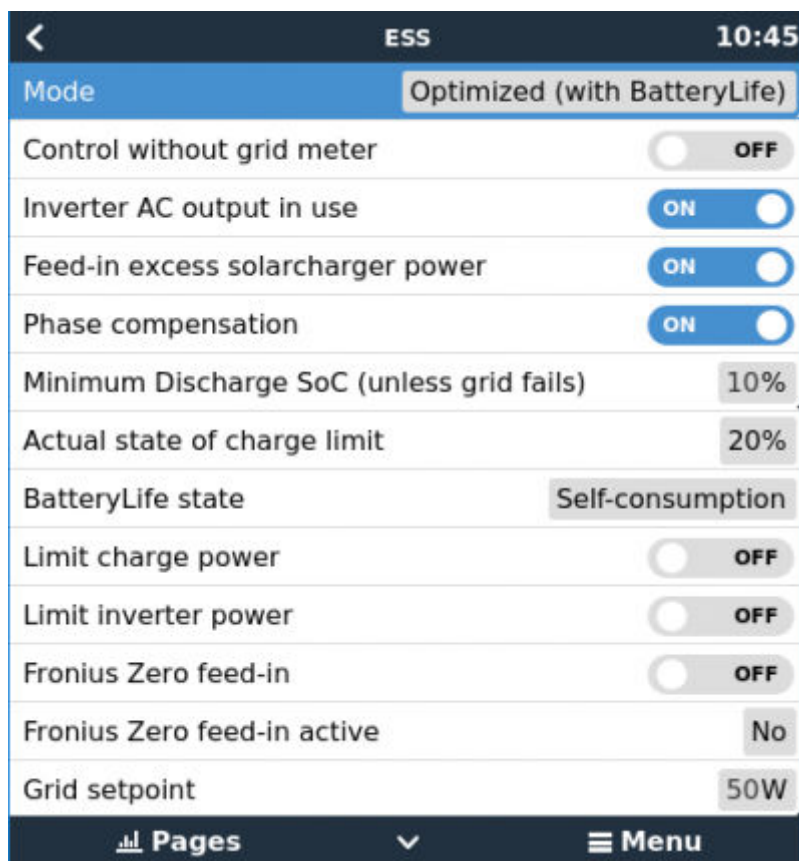 ESS 10:45
Mode Optimized (with BatteryLife)
Control without grid meter OFF
Inverter AC output in use ON
Feed-in excess solarcharger power ON
Phase compensation ON
Minimum Discharge SoC (unless grid fails) 10%
Actual state of charge limit 20%
BatteryLife state Self-consumption
Limit charge power OFF
Limit inverter power OFF
Fronius Zero feed-in OFF
Fronius Zero feed-in active No
Grid setpoint 50W
Pages Menu